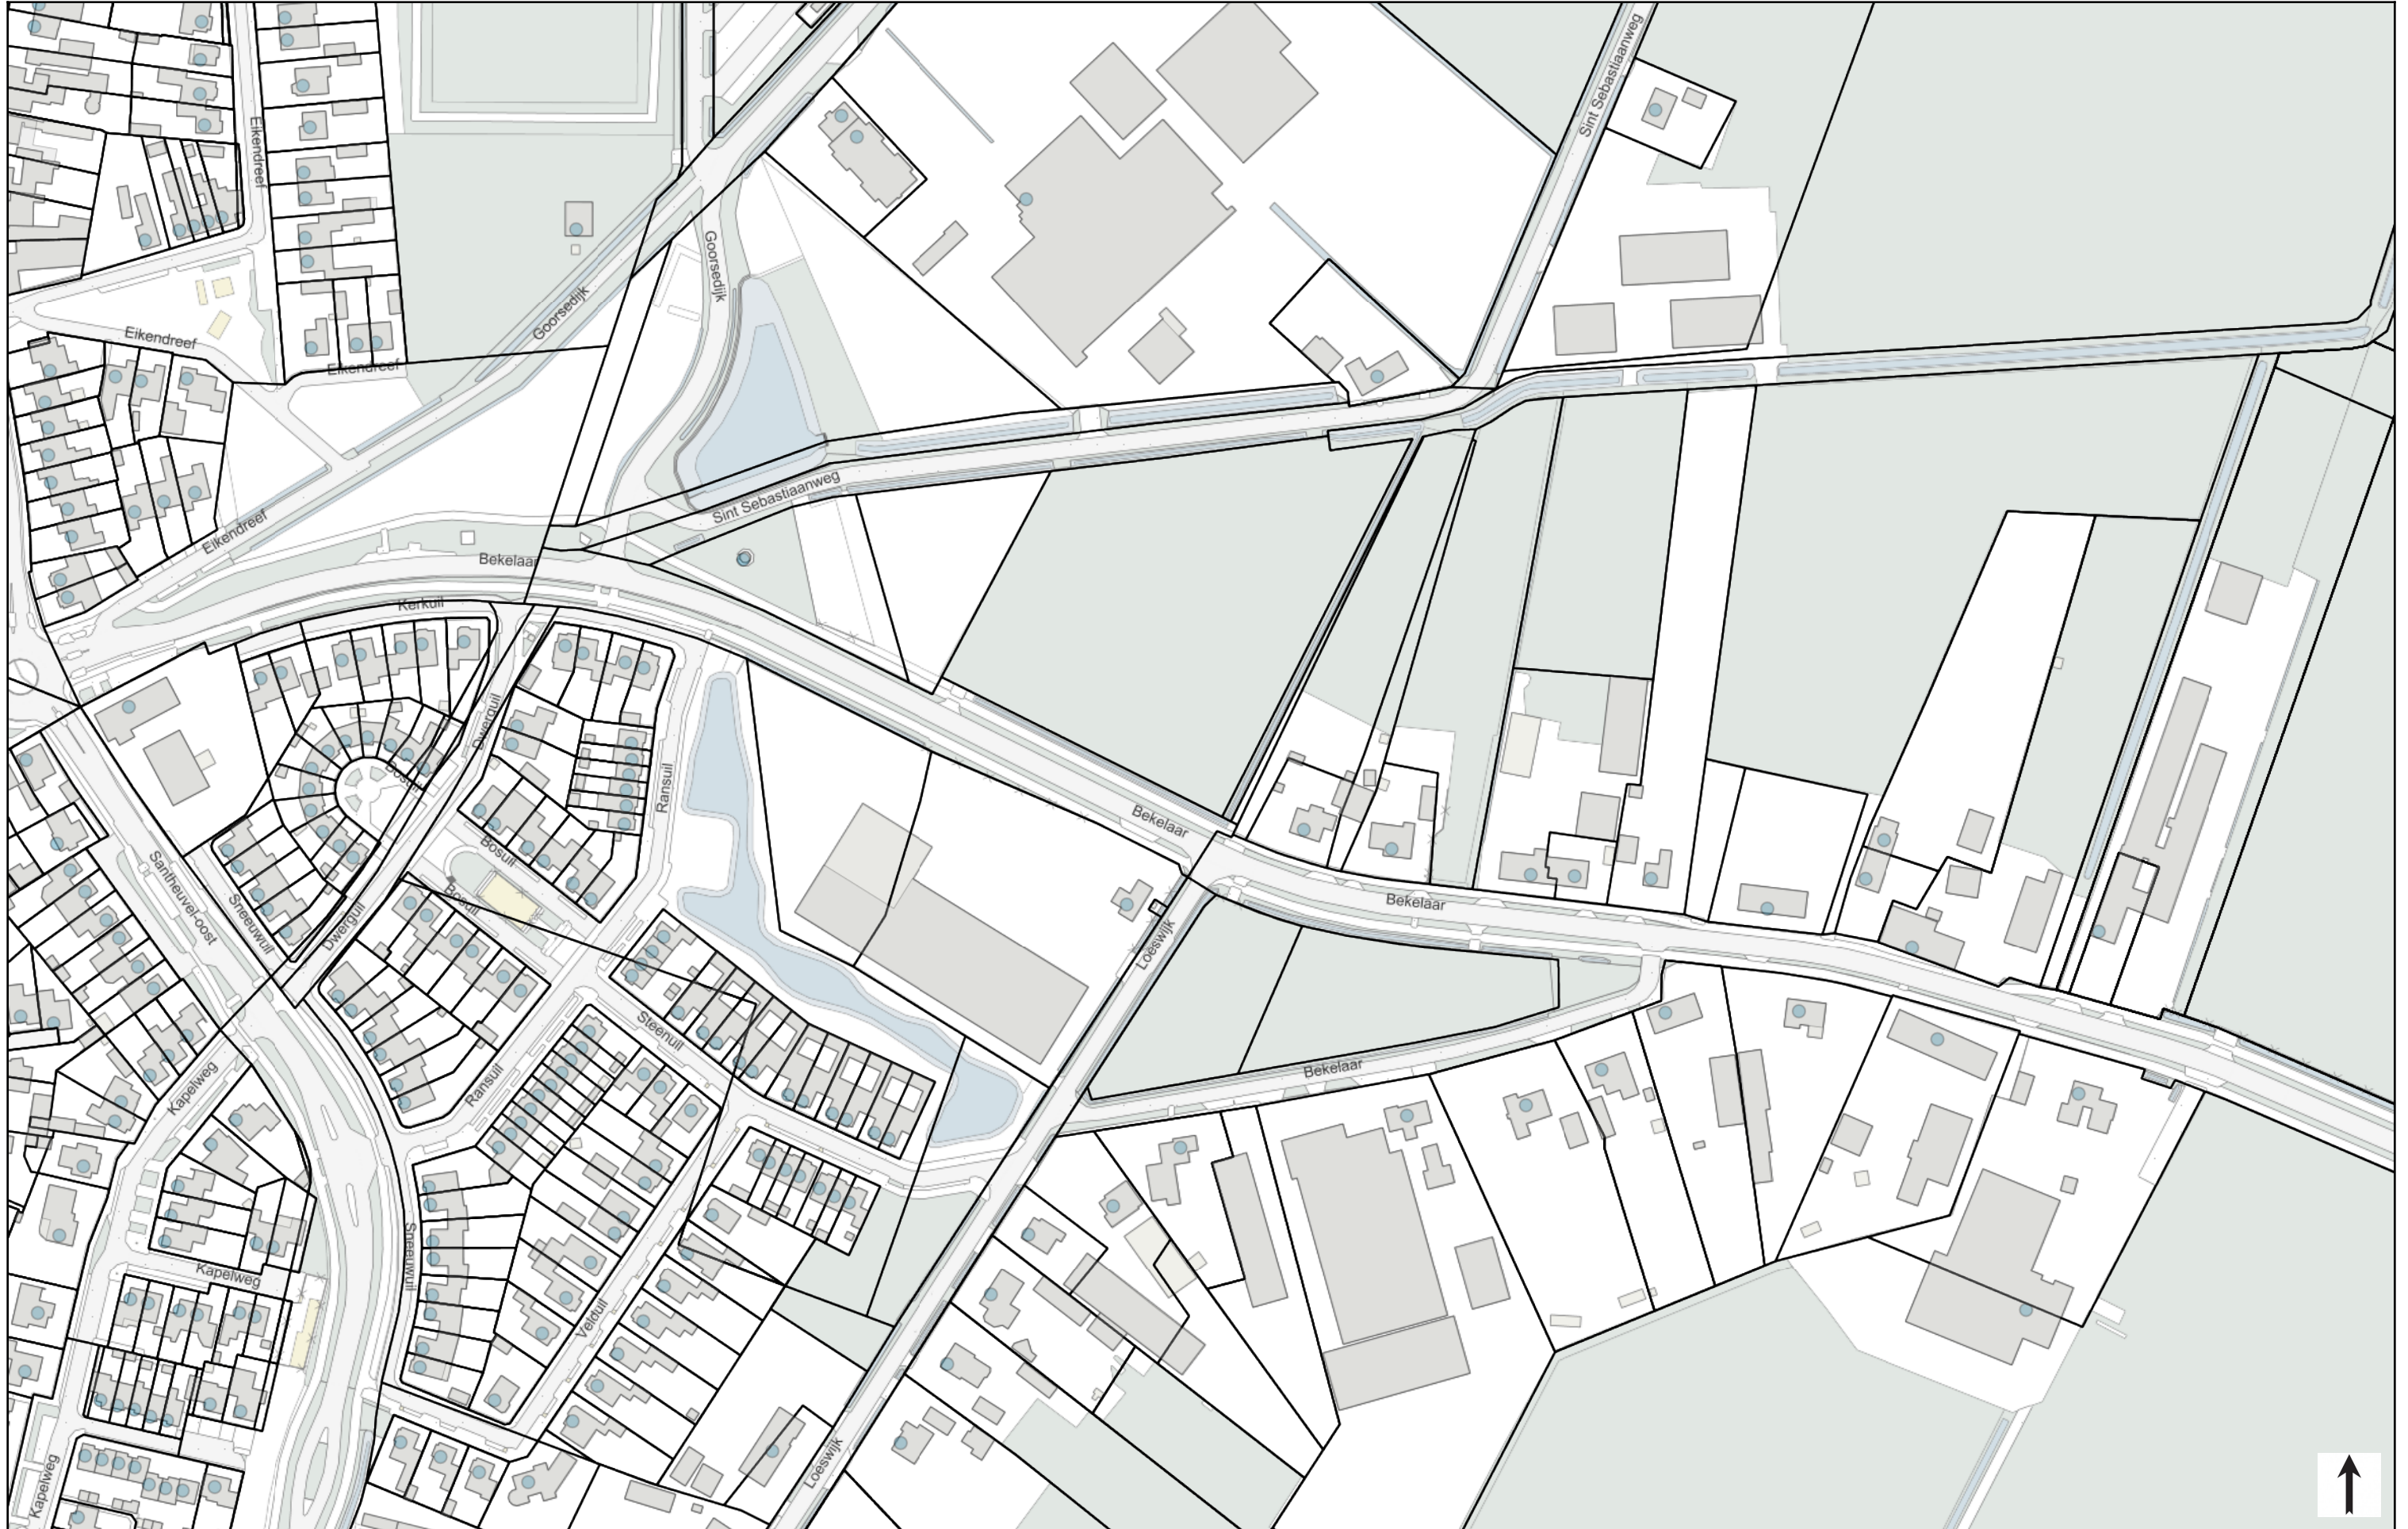 Sint Sebastiaanweg
Eikendreef
Goorsedijk
Goorsedijk
Eikendreef
Eikendreef
Sint Sebastiaanweg
Eikendreef
Bekelaar
Kerkuil
Dwerguil
Bosuil
Ransuil
Bekelaar
Bosuil
Santheuvel-oost
Bosuil
Bekelaar
Sneeuwuil
Dwerguil
Loeswijk
Steenuil
Bekelaar
Kapelweg
Ransuil
Sneeuwuil
Kapelweg
Velduil
Loeswijk
Kapelweg